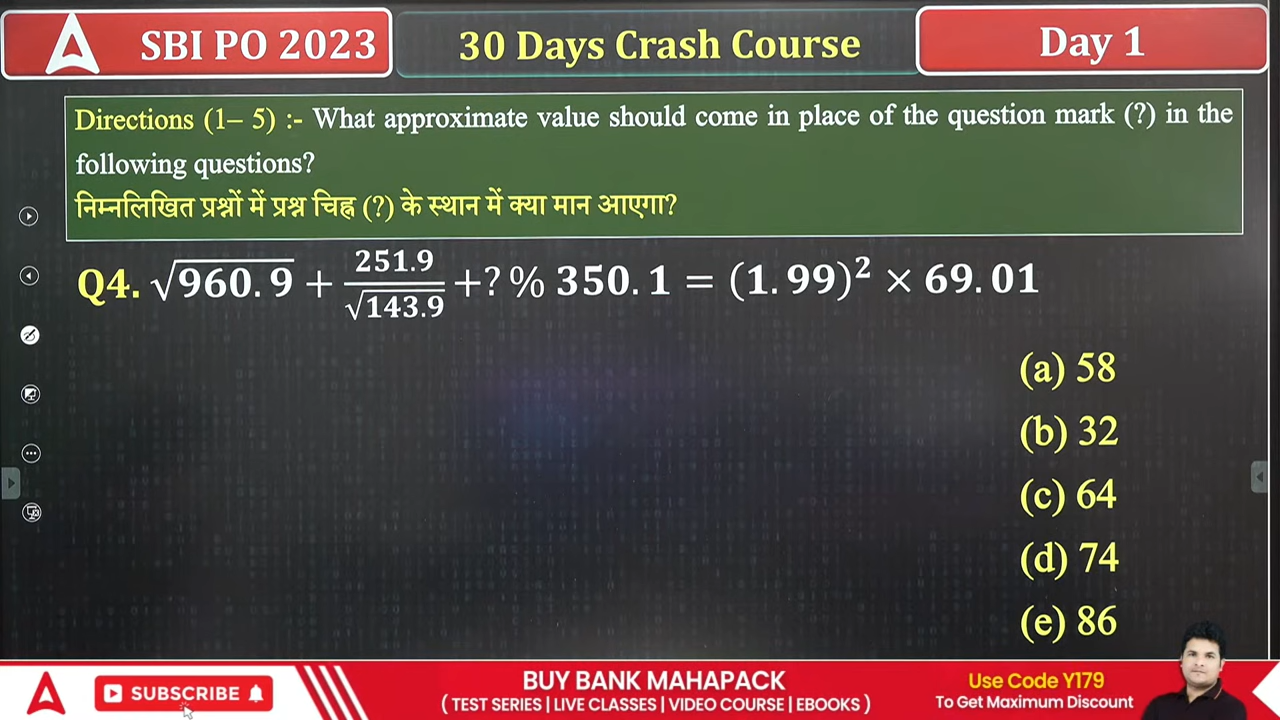 SBI PO 2023
30 Days Crash Course
Day 1
Directions (1– 5) :- What approximate value should come in place of the question mark (?) in the
following questions?
निम्नलिखित प्रश्नों में प्रश्न चिह्न (?) के स्थान में क्या मान आएगा?
Q4. √960.9 + 251.9/√143.9 +? % 350.1 = (1.99)² × 69.01
(a) 58
(b) 32
(c) 64
(d) 74
(e) 86
SUBSCRIBE
BUY BANK MAHAPACK
( TEST SERIES | LIVE CLASSES | VIDEO COURSE | EBOOKS )
Use Code Y179
To Get Maximum Discount